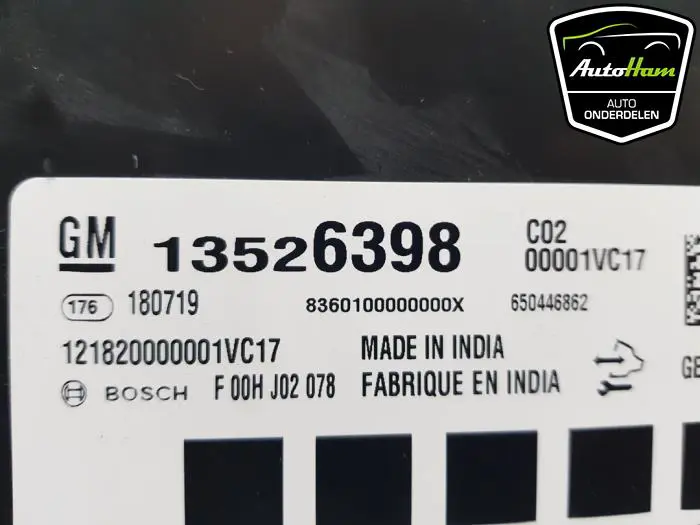 AutoHam
AUTO
ONDERDELEN
GM 13526398 C02
00001VC17
176 180719 8360100000000X 650446862
121820000001VC17 MADE IN INDIA
BOSCH F 00H J02 078 FABRIQUE EN INDIA